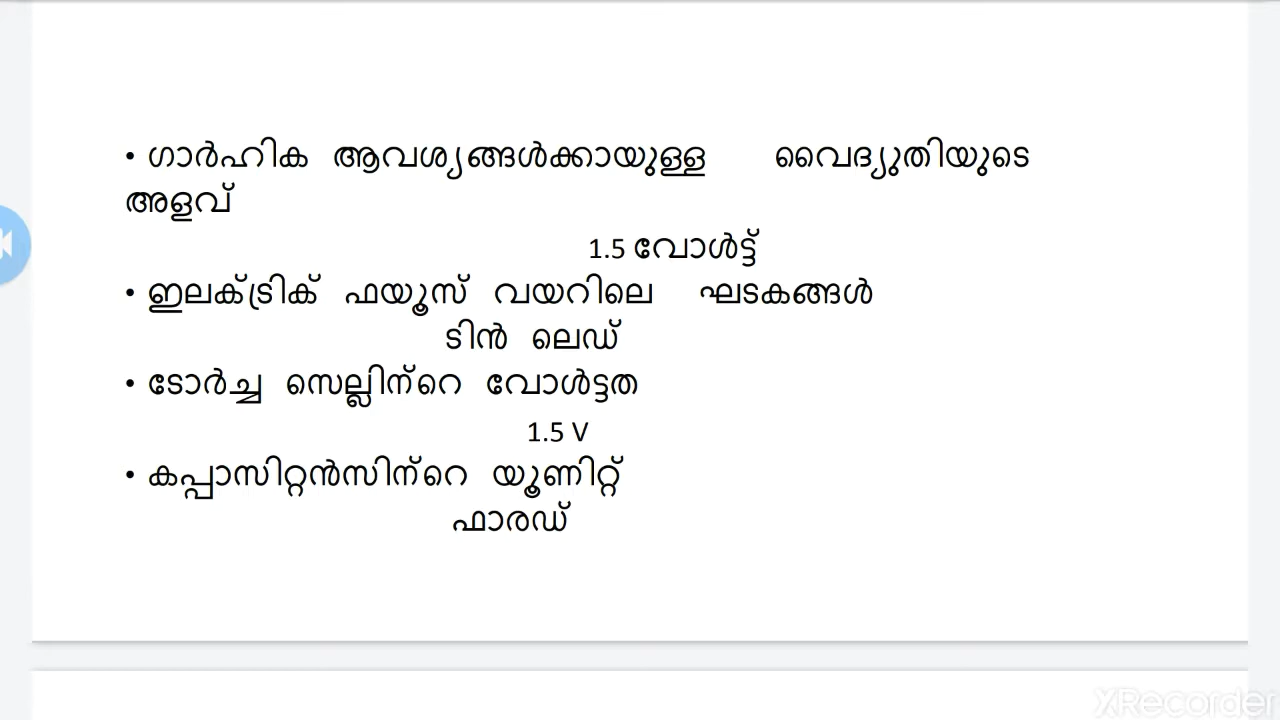 • ഗാർഹിക ആവശ്യങ്ങൾക്കായുള്ള വൈദ്യുതിയുടെ
അളവ്
1.5 വോൾട്ട്
• ഇലക്ട്രിക് ഫയൂസ് വയറിലെ ഘടകങ്ങൾ
ടിൻ ലെഡ്
• ടോർച്ച സെല്ലിന്റെ വോൾട്ടത
1.5 V
• കപ്പാസിറ്റൻസിന്റെ യൂണിറ്റ്
ഫാരഡ്
XRecorder